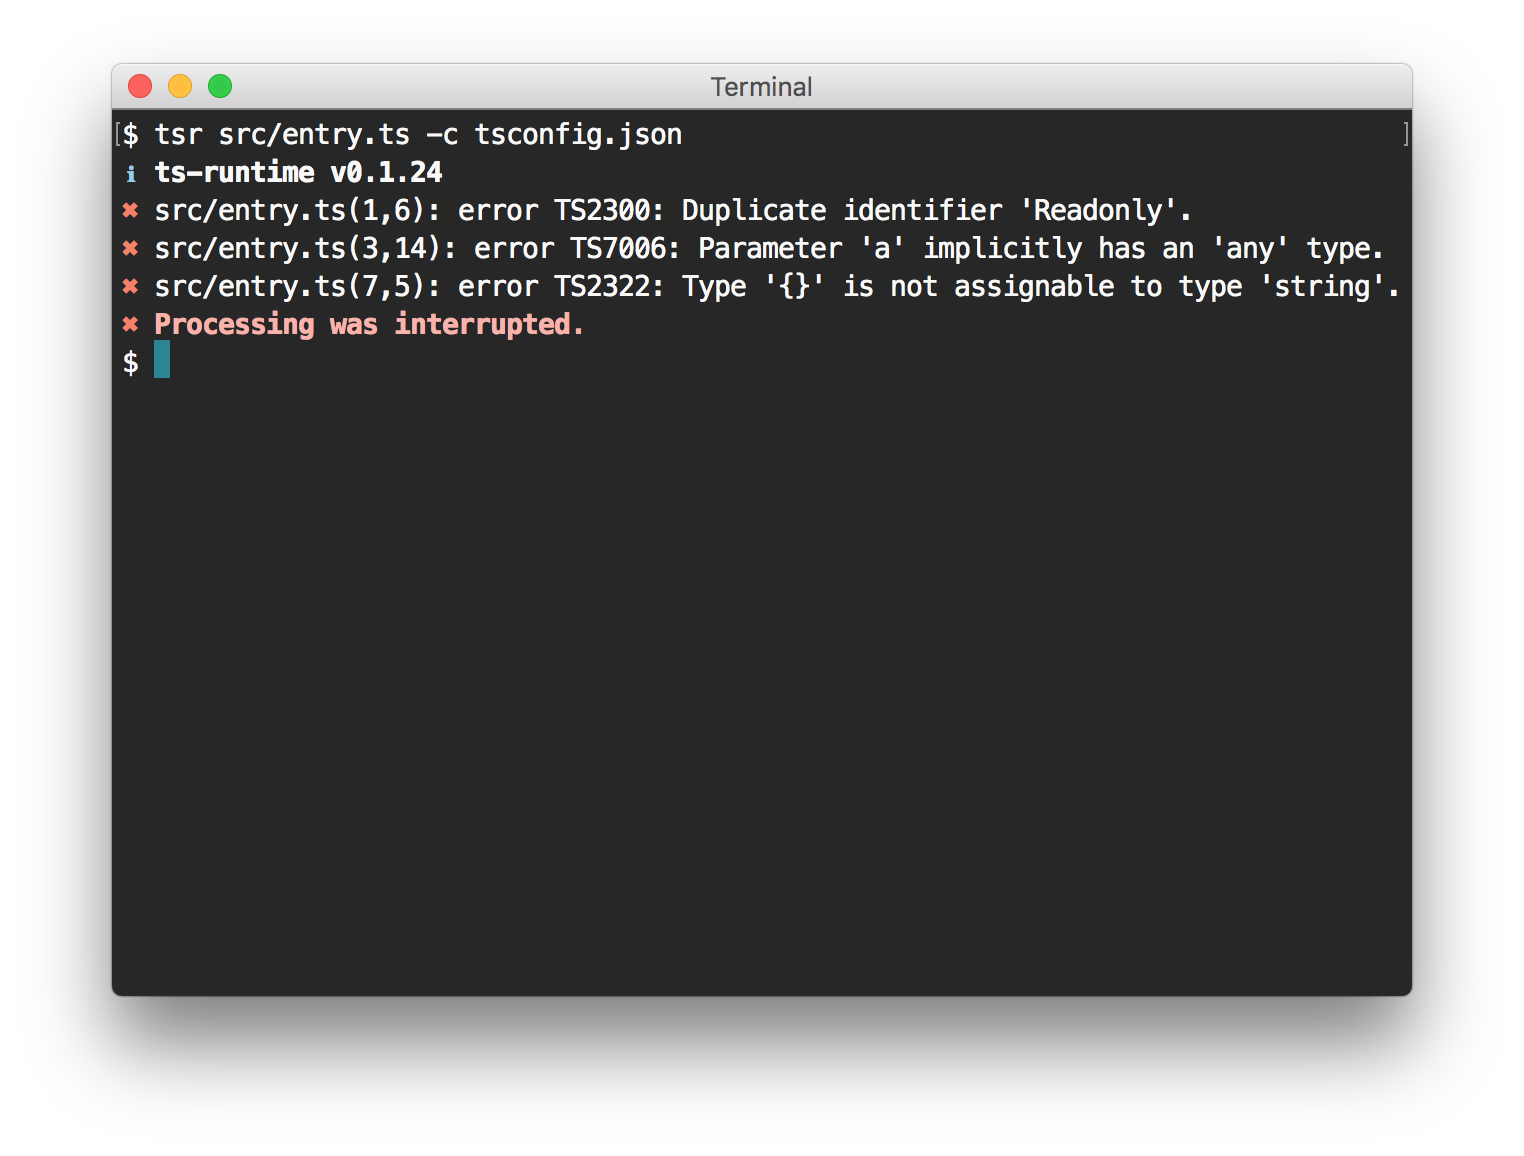 Terminal
[$ tsr src/entry.ts -c tsconfig.json ]
ℹ ts-runtime v0.1.24
✖ src/entry.ts(1,6): error TS2300: Duplicate identifier 'Readonly'.
✖ src/entry.ts(3,14): error TS7006: Parameter 'a' implicitly has an 'any' type.
✖ src/entry.ts(7,5): error TS2322: Type '{}' is not assignable to type 'string'.
✖ Processing was interrupted.
$